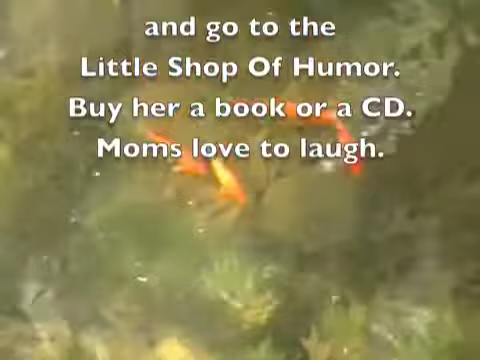 and go to the
Little Shop Of Humor.
Buy her a book or a CD.
Moms love to laugh.